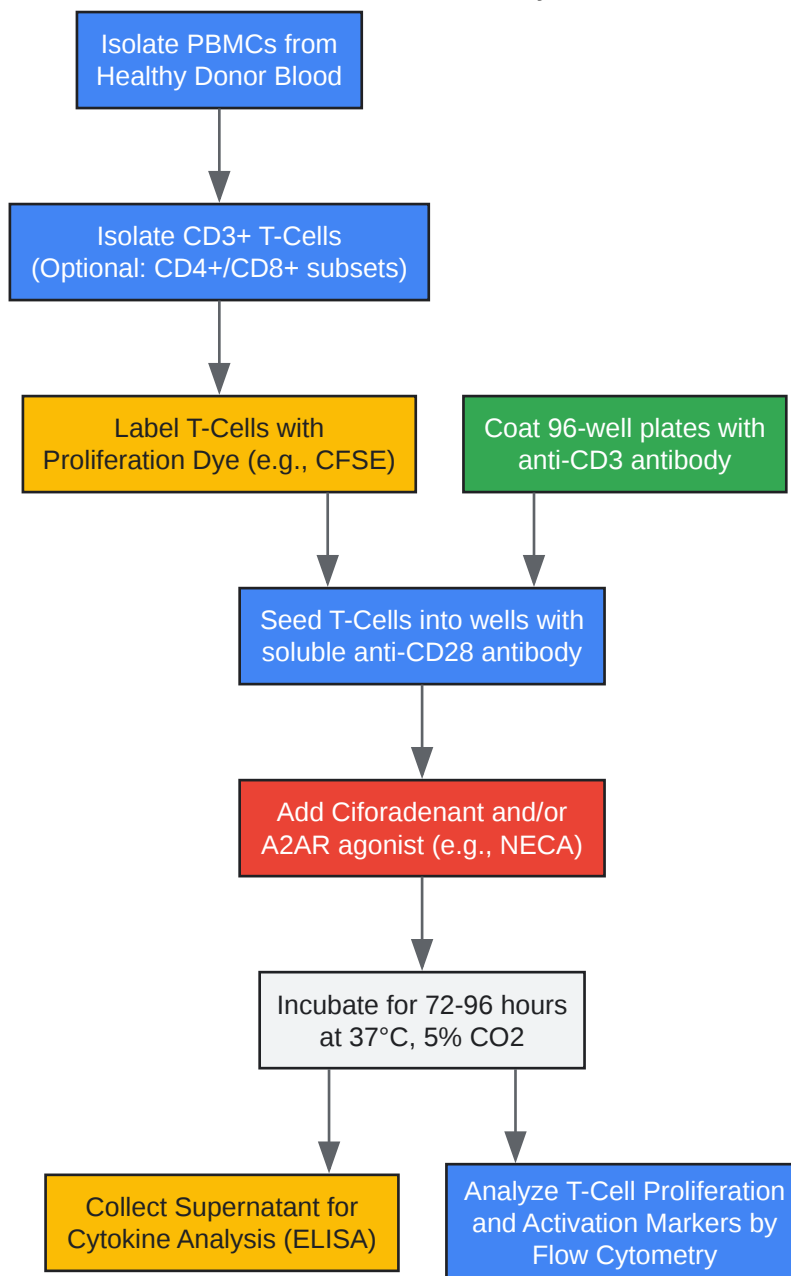 Isolate PBMCs from
Healthy Donor Blood
Isolate CD3+ T-Cells
(Optional: CD4+/CD8+ subsets)
Label T-Cells with
Proliferation Dye (e.g., CFSE)
Coat 96-well plates with
anti-CD3 antibody
Seed T-Cells into wells with
soluble anti-CD28 antibody
Add Ciforadenant and/or
A2AR agonist (e.g., NECA)
Incubate for 72-96 hours
at 37°C, 5% CO2
Collect Supernatant for
Cytokine Analysis (ELISA)
Analyze T-Cell Proliferation
and Activation Markers by
Flow Cytometry